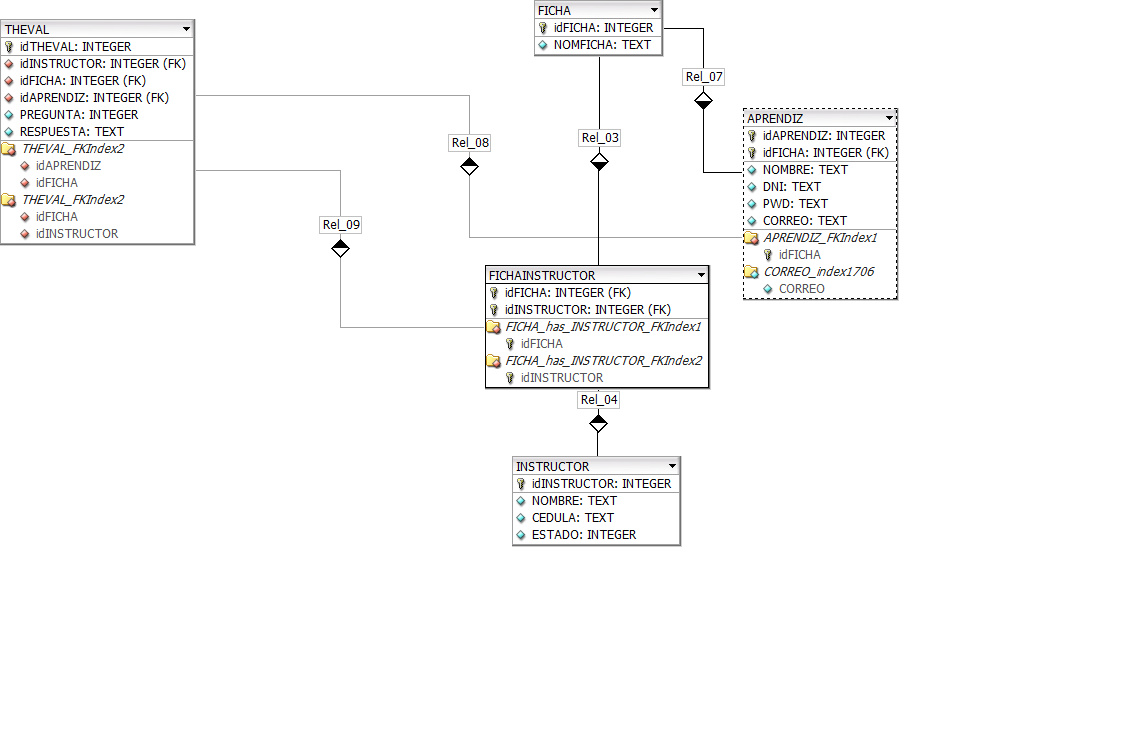 THEVAL
idTHEVAL: INTEGER
idINSTRUCTOR: INTEGER (FK)
idFICHA: INTEGER (FK)
idAPRENDIZ: INTEGER (FK)
PREGUNTA: INTEGER
RESPUESTA: TEXT
THEVAL_FKIndex2
idAPRENDIZ
idFICHA
THEVAL_FKIndex2
idFICHA
idINSTRUCTOR
FICHA
idFICHA: INTEGER
NOMFICHA: TEXT
Rel_07
Rel_03
Rel_08
Rel_09
APRENDIZ
idAPRENDIZ: INTEGER
idFICHA: INTEGER (FK)
NOMBRE: TEXT
DNI: TEXT
PWD: TEXT
CORREO: TEXT
APRENDIZ_FKIndex1
idFICHA
CORREO_index1706
CORREO
FICHAINSTRUCTOR
idFICHA: INTEGER (FK)
idINSTRUCTOR: INTEGER (FK)
FICHA_has_INSTRUCTOR_FKIndex1
idFICHA
FICHA_has_INSTRUCTOR_FKIndex2
idINSTRUCTOR
Rel_04
INSTRUCTOR
idINSTRUCTOR: INTEGER
NOMBRE: TEXT
CEDULA: TEXT
ESTADO: INTEGER